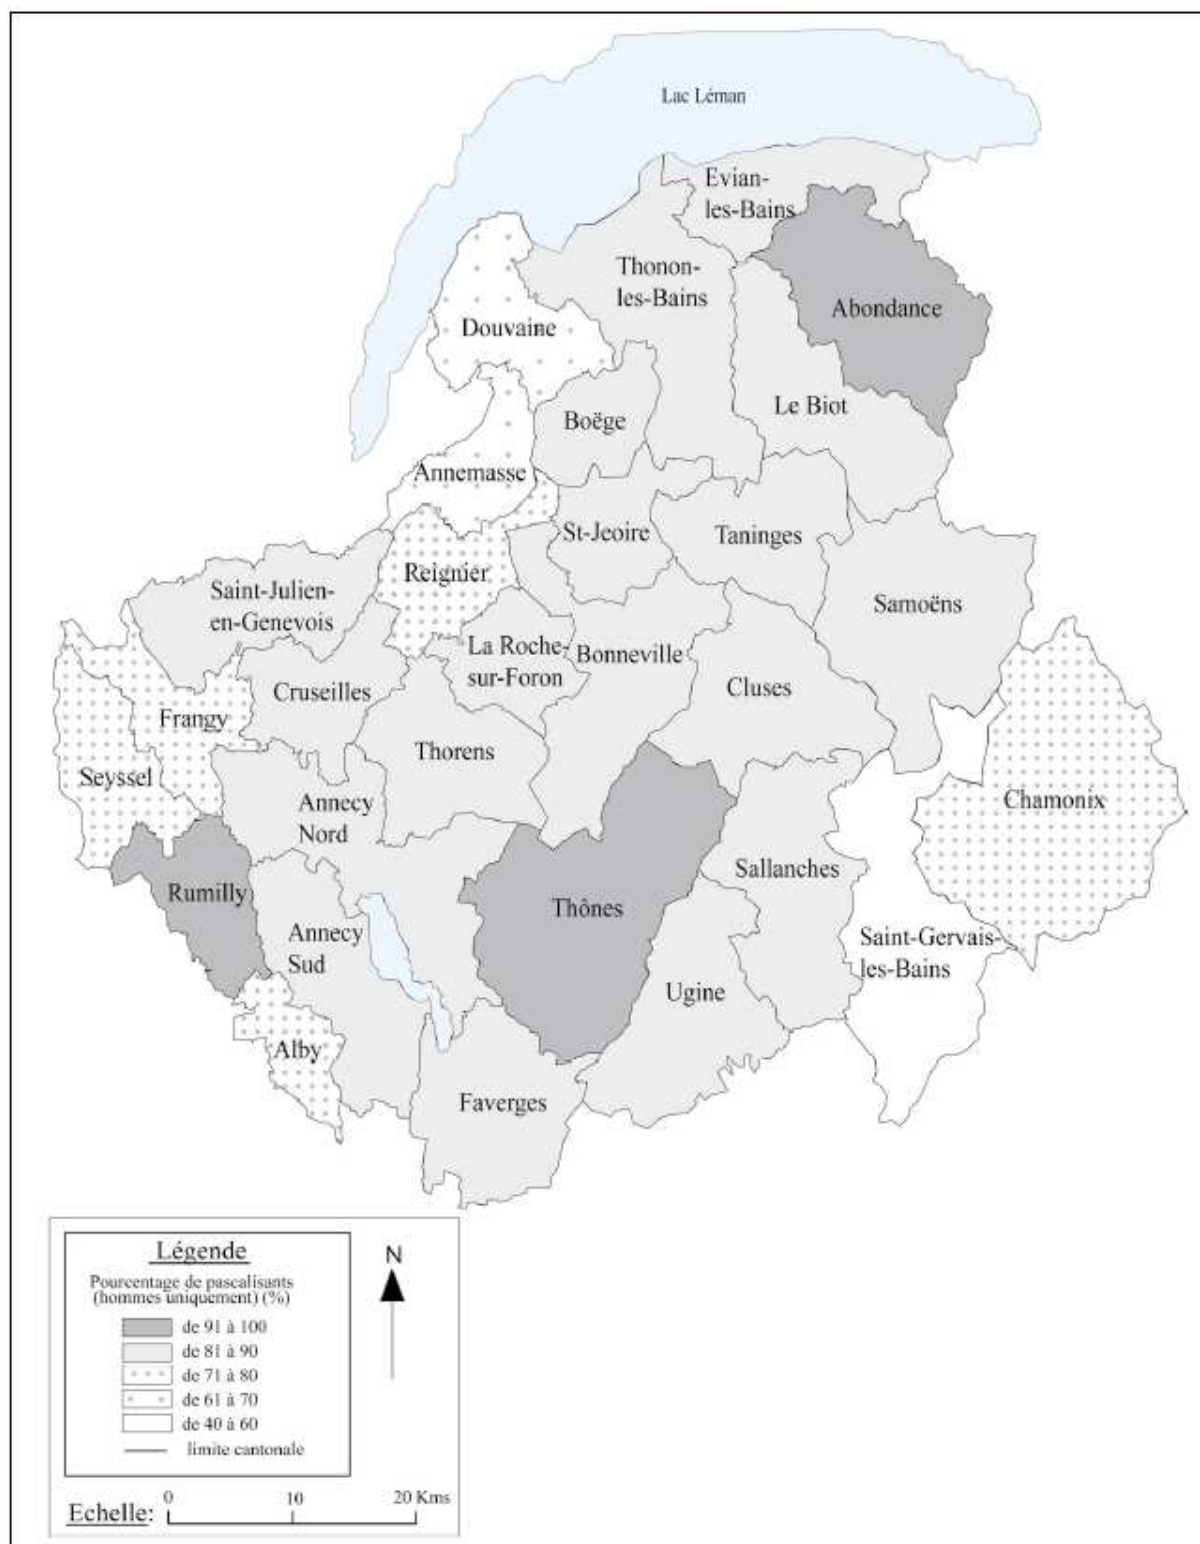 Lac Léman
Evian-
les-Bains
Thonon-
les-Bains
Abondance
Douvaine
Le Biot
Boëge
Annemasse
St-Jeoire
Taninges
Reignier
Saint-Julien-
en-Genevois
Samoëns
La Roche-
sur-Foron
Bonneville
Cruseilles
Cluses
Frangy
Thorens
Seyssel
Annecy
Nord
Chamonix
Sallanches
Rumilly
Thônes
Annecy
Sud
Saint-Gervais-
les-Bains
Ugine
Alby
Faverges
Légende
Pourcentage de pascalisants
(hommes uniquement) (%)
de 91 à 100
de 81 à 90
de 71 à 80
de 61 à 70
de 40 à 60
limite cantonale
N
Echelle:
0 10 20 Kms